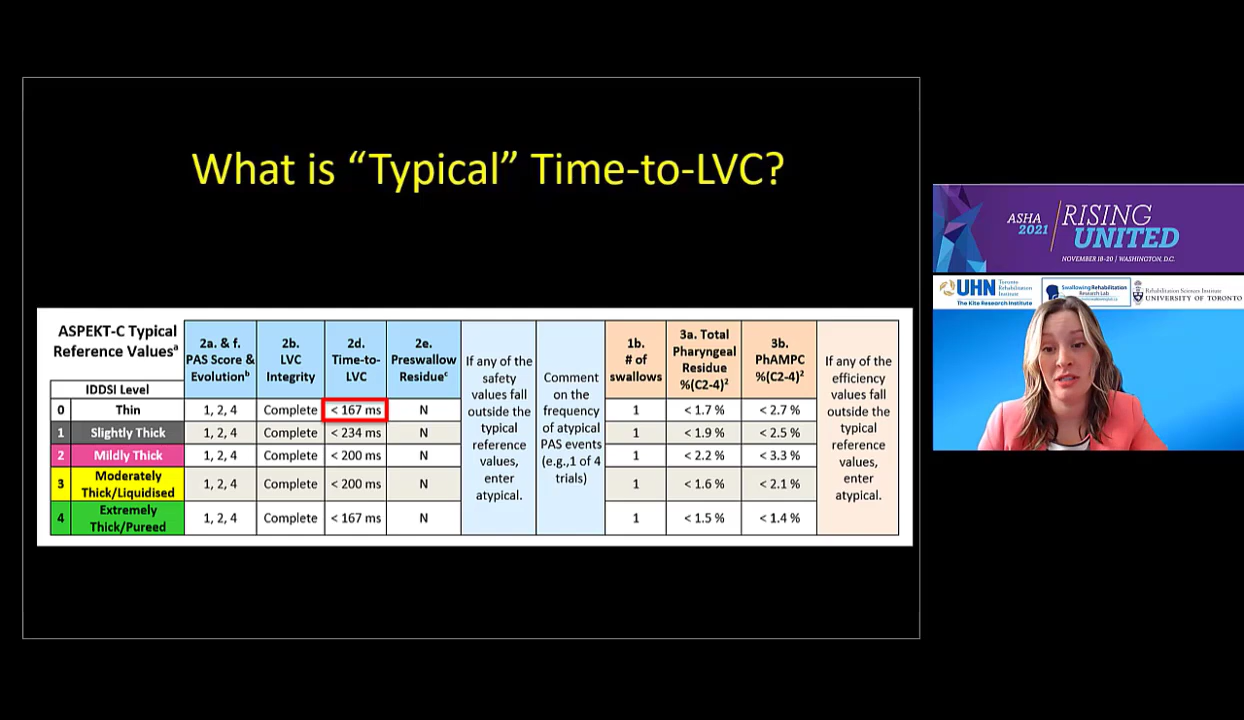 What is “Typical” Time-to-LVC?
ASPEKT-C Typical
Reference Valuesᵃ
IDDSI Level
2a. & f.
PAS Score &
Evolutionᵇ
2b.
LVC
Integrity
2d.
Time-to-
LVC
2e.
Preswallow
Residueᶜ
If any of the
safety
values fall
outside the
typical
reference
values,
enter
atypical.
Comment
on the
frequency
of atypical
PAS events
(e.g.,1 of 4
trials)
1b.
# of
swallows
3a. Total
Pharyngeal
Residue
%(C2-4)²
3b.
PhAMPC
%(C2-4)²
If any of the
efficiency
values fall
outside the
typical
reference
values,
enter
atypical.
0 Thin 1, 2, 4 Complete < 167 ms N 1 < 1.7 % < 2.7 %
1 Slightly Thick 1, 2, 4 Complete < 234 ms N 1 < 1.9 % < 2.5 %
2 Mildly Thick 1, 2, 4 Complete < 200 ms N 1 < 2.2 % < 3.3 %
3 Moderately
Thick/Liquidised 1, 2, 4 Complete < 200 ms N 1 < 1.6 % < 2.1 %
4 Extremely
Thick/Pureed 1, 2, 4 Complete < 167 ms N 1 < 1.5 % < 1.4 %
ASHA
2021
RISING
UNITED
NOVEMBER 18-20 | WASHINGTON, D.C.
UHN
Toronto
Rehabilitation
Institute
The Kite Research Institute
Swallowing Rehabilitation
Research Lab
Rehabilitation Sciences Institute
UNIVERSITY OF TORONTO